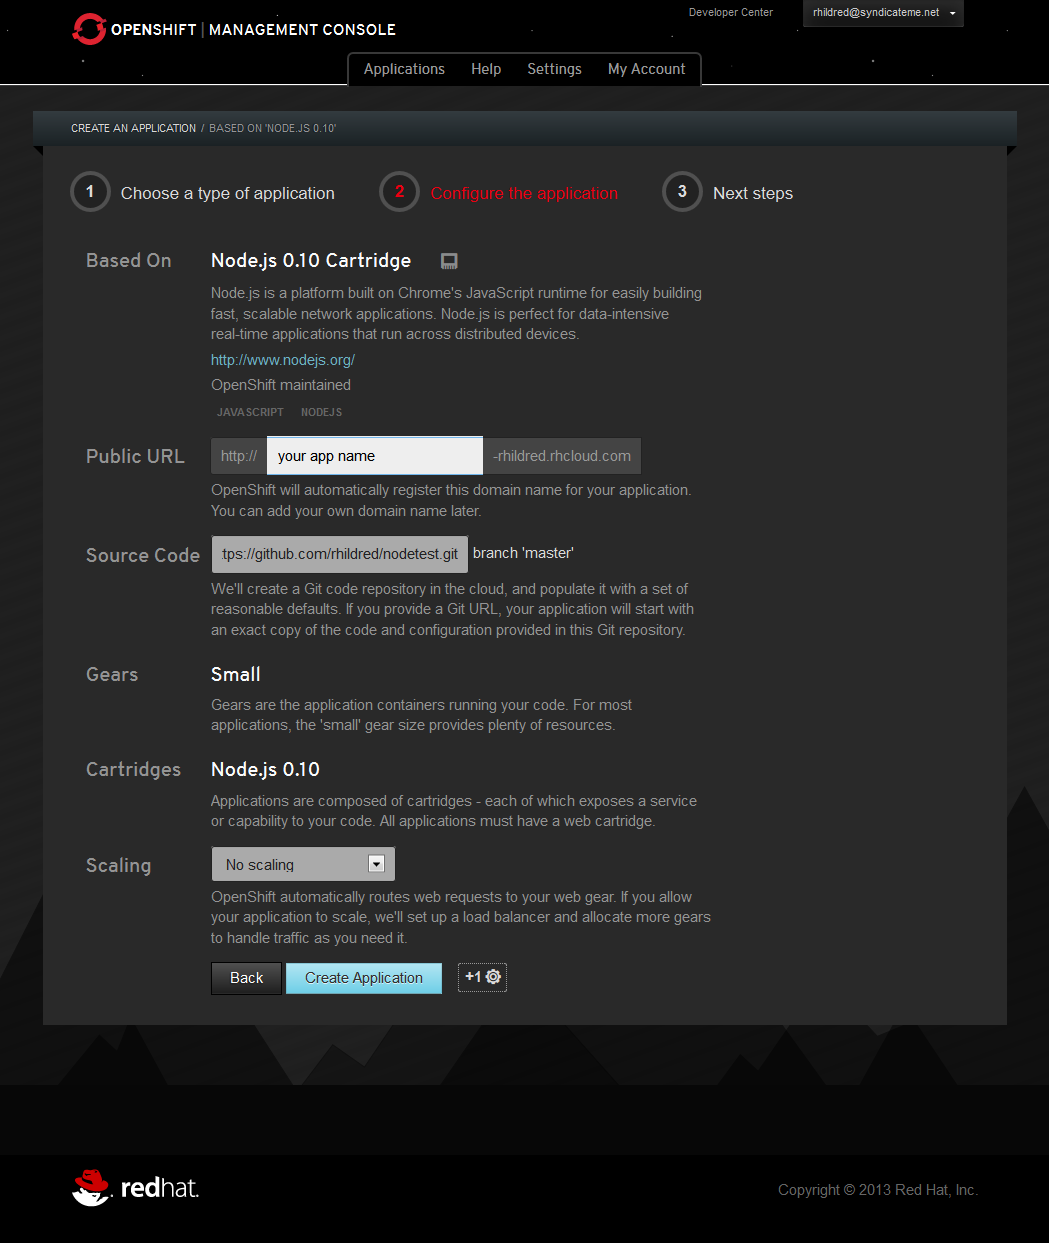 Developer Center
rhildred@syndicateme.net
OPENSHIFT | MANAGEMENT CONSOLE
Applications Help Settings My Account
CREATE AN APPLICATION / BASED ON 'NODE.JS 0.10'
1 Choose a type of application 2 Configure the application 3 Next steps
Based On Node.js 0.10 Cartridge
Node.js is a platform built on Chrome's JavaScript runtime for easily building
fast, scalable network applications. Node.js is perfect for data-intensive
real-time applications that run across distributed devices.
http://www.nodejs.org/
OpenShift maintained
JAVASCRIPT NODEJS
Public URL http:// your app name -rhildred.rhcloud.com
OpenShift will automatically register this domain name for your application.
You can add your own domain name later.
Source Code tps://github.com/rhildred/nodetest.git branch 'master'
We'll create a Git code repository in the cloud, and populate it with a set of
reasonable defaults. If you provide a Git URL, your application will start with
an exact copy of the code and configuration provided in this Git repository.
Gears Small
Gears are the application containers running your code. For most
applications, the 'small' gear size provides plenty of resources.
Cartridges Node.js 0.10
Applications are composed of cartridges - each of which exposes a service
or capability to your code. All applications must have a web cartridge.
Scaling No scaling
OpenShift automatically routes web requests to your web gear. If you allow
your application to scale, we'll set up a load balancer and allocate more gears
to handle traffic as you need it.
Back Create Application +1
redhat.
Copyright © 2013 Red Hat, Inc.